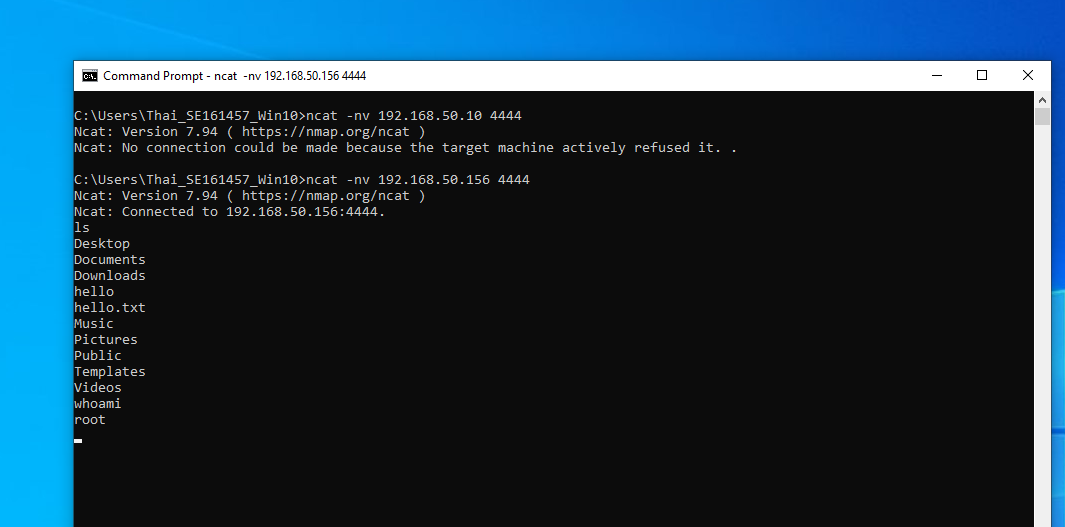 Command Prompt - ncat  -nv 192.168.50.156 4444
C:\Users\Thai_SE161457_Win10>ncat -nv 192.168.50.10 4444
Ncat: Version 7.94 ( https://nmap.org/ncat )
Ncat: No connection could be made because the target machine actively refused it. .
C:\Users\Thai_SE161457_Win10>ncat -nv 192.168.50.156 4444
Ncat: Version 7.94 ( https://nmap.org/ncat )
Ncat: Connected to 192.168.50.156:4444.
ls
Desktop
Documents
Downloads
hello
hello.txt
Music
Pictures
Public
Templates
Videos
whoami
root